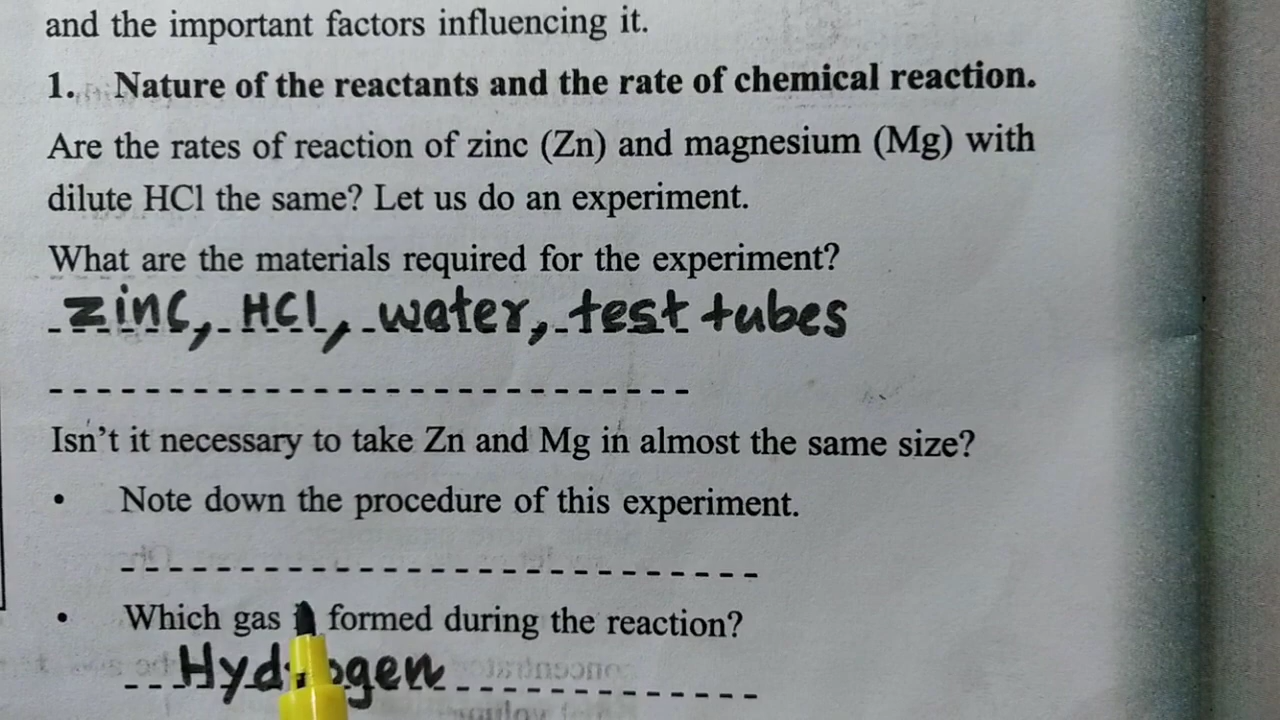 and the important factors influencing it.
1. Nature of the reactants and the rate of chemical reaction.
Are the rates of reaction of zinc (Zn) and magnesium (Mg) with
dilute HCl the same? Let us do an experiment.
What are the materials required for the experiment?
zinc, HCl, water, test tubes
Isn't it necessary to take Zn and Mg in almost the same size?
• Note down the procedure of this experiment.
• Which gas formed during the reaction?
Hydrogen